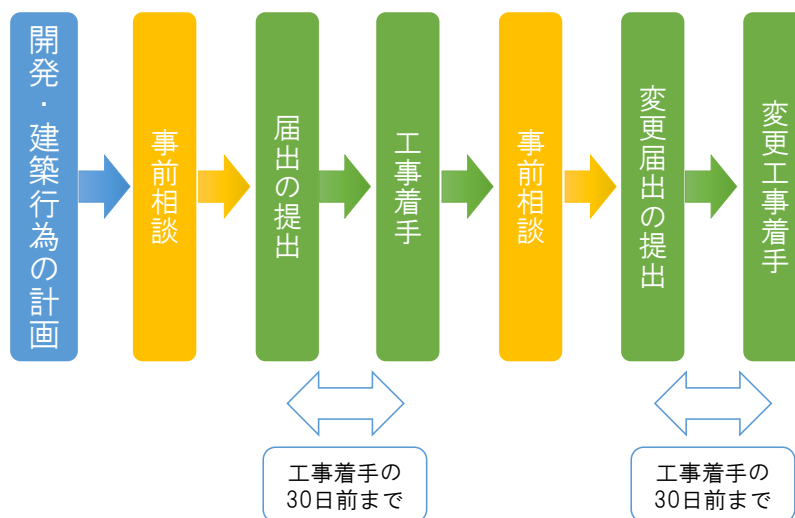 開発・建築行為の計画
事前相談
届出の提出
工事着手
事前相談
変更届出の提出
変更工事着手
工事着手の
30日前まで
工事着手の
30日前まで